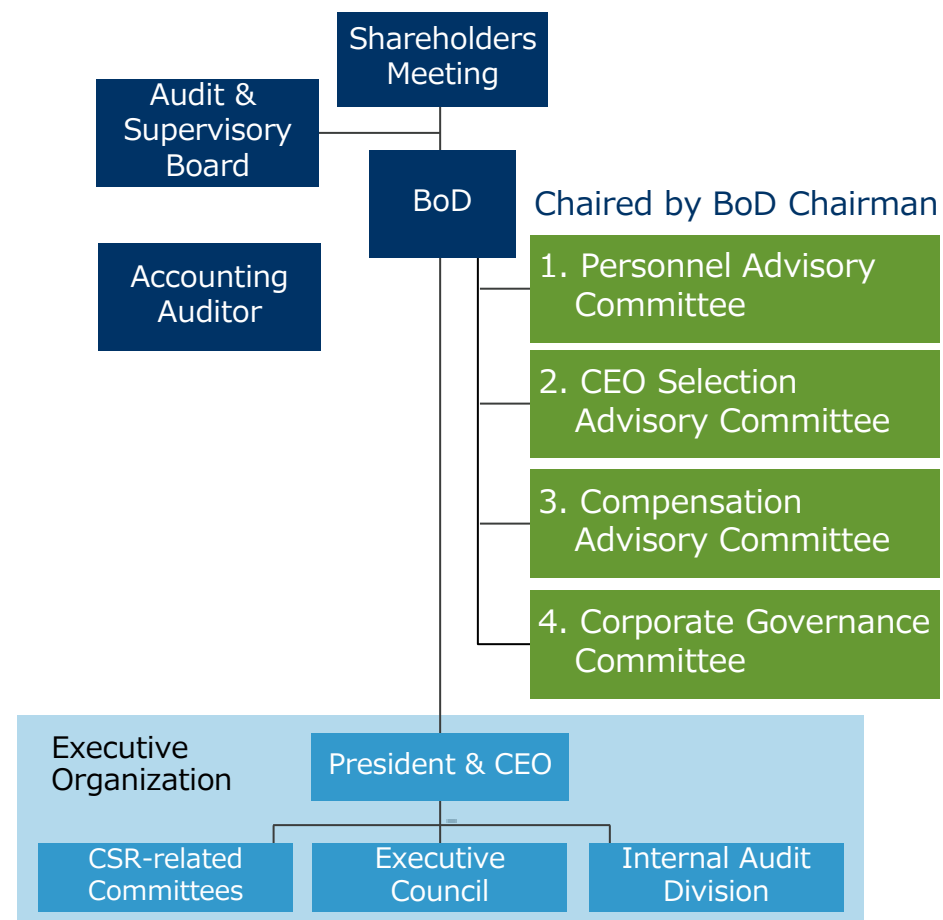 Shareholders
Meeting
Audit &
Supervisory
Board
BoD
Chaired by BoD Chairman
Accounting
Auditor
1. Personnel Advisory
Committee
2. CEO Selection
Advisory Committee
3. Compensation
Advisory Committee
4. Corporate Governance
Committee
Executive
Organization
President & CEO
CSR-related
Committees
Executive
Council
Internal Audit
Division